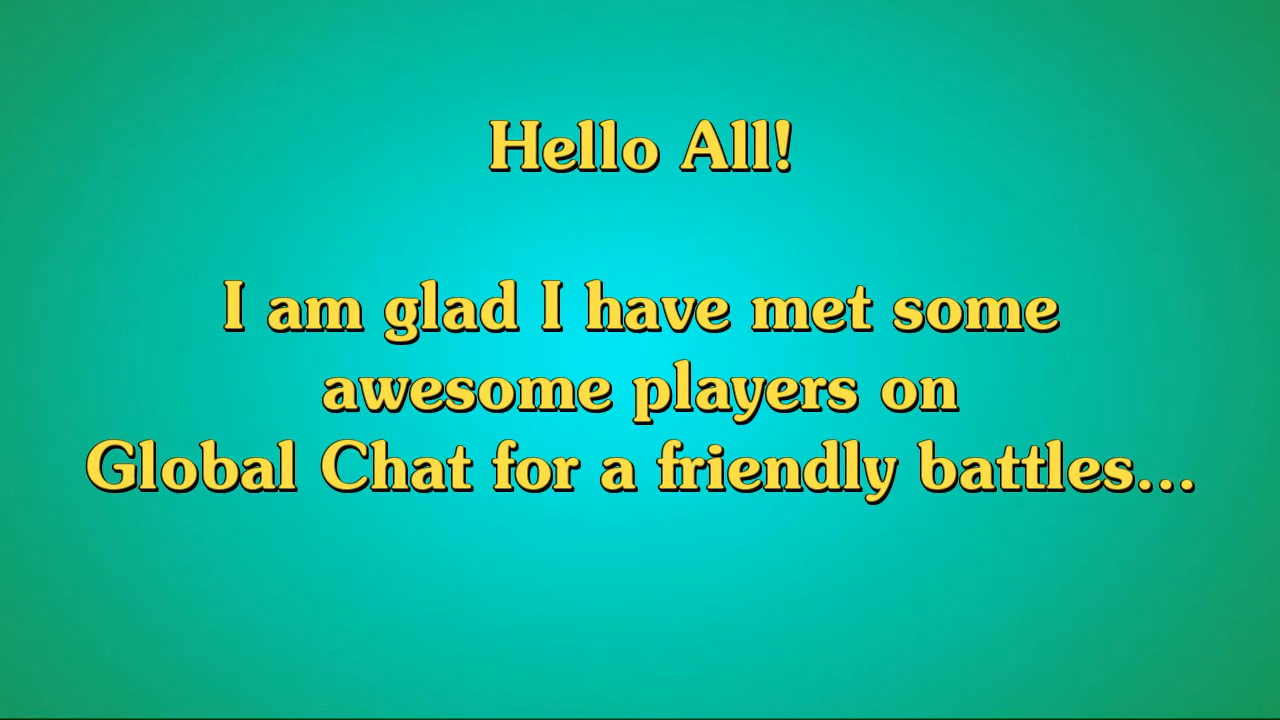 Hello All!
I am glad I have met some
awesome players on
Global Chat for a friendly battles...